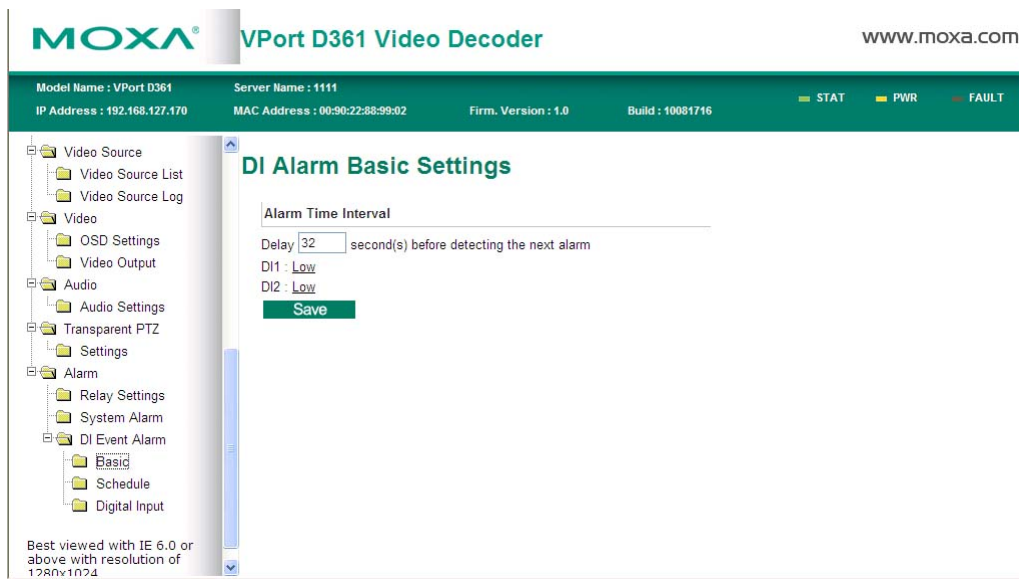 MOXA® VPort D361 Video Decoder www.moxa.com
Model Name : VPort D361 Server Name : 1111
IP Address : 192.168.127.170 MAC Address : 00:90:22:88:99:02 Firm. Version : 1.0 Build : 10081716 STAT PWR FAULT
Video Source
Video Source List
Video Source Log
Video
OSD Settings
Video Output
Audio
Audio Settings
Transparent PTZ
Settings
Alarm
Relay Settings
System Alarm
DI Event Alarm
Basic
Schedule
Digital Input
Best viewed with IE 6.0 or
above with resolution of
1280x1024
DI Alarm Basic Settings
Alarm Time Interval
Delay 32 second(s) before detecting the next alarm
DI1 : Low
DI2 : Low
Save